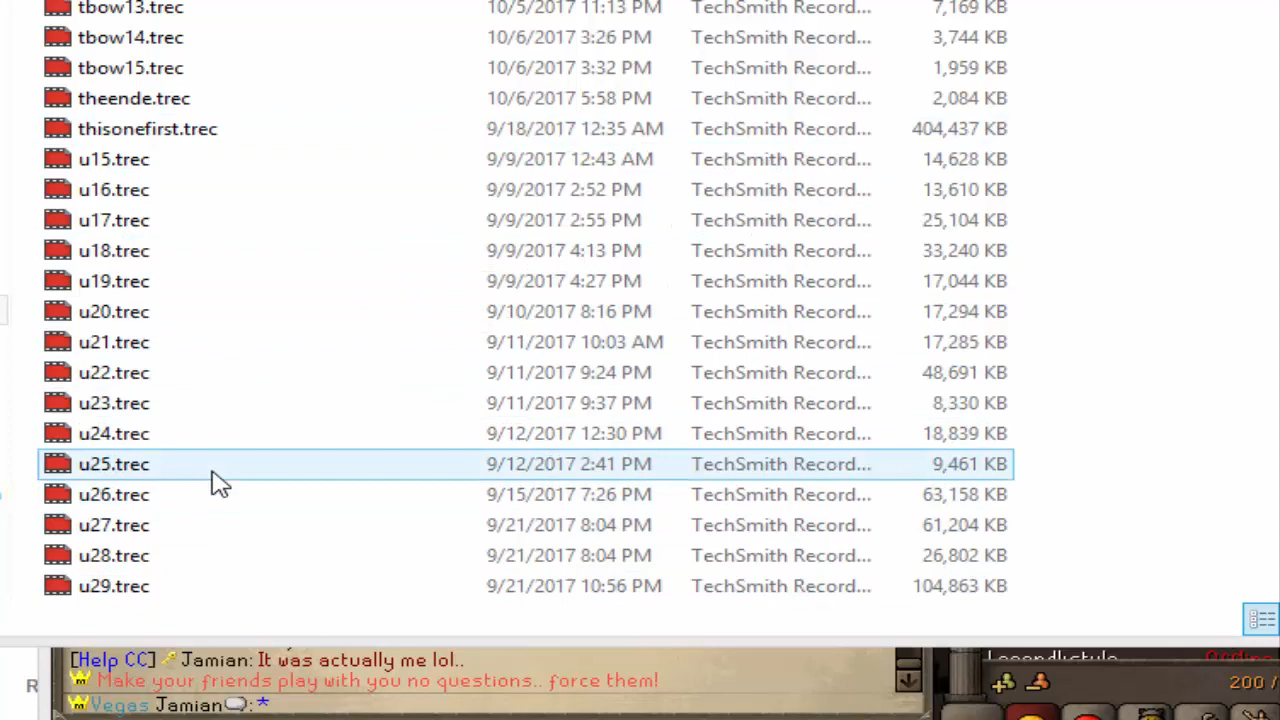 tbow13.trec 10/5/2017 11:13 PM TechSmith Record... 7,169 KB
tbow14.trec 10/6/2017 3:26 PM TechSmith Record... 3,744 KB
tbow15.trec 10/6/2017 3:32 PM TechSmith Record... 1,959 KB
theende.trec 10/6/2017 5:58 PM TechSmith Record... 2,084 KB
thisonefirst.trec 9/18/2017 12:35 AM TechSmith Record... 404,437 KB
u15.trec 9/9/2017 12:43 AM TechSmith Record... 14,628 KB
u16.trec 9/9/2017 2:52 PM TechSmith Record... 13,610 KB
u17.trec 9/9/2017 2:55 PM TechSmith Record... 25,104 KB
u18.trec 9/9/2017 4:13 PM TechSmith Record... 33,240 KB
u19.trec 9/9/2017 4:27 PM TechSmith Record... 17,044 KB
u20.trec 9/10/2017 8:16 PM TechSmith Record... 17,294 KB
u21.trec 9/11/2017 10:03 AM TechSmith Record... 17,285 KB
u22.trec 9/11/2017 9:24 PM TechSmith Record... 48,691 KB
u23.trec 9/11/2017 9:37 PM TechSmith Record... 8,330 KB
u24.trec 9/12/2017 12:30 PM TechSmith Record... 18,839 KB
u25.trec 9/12/2017 2:41 PM TechSmith Record... 9,461 KB
u26.trec 9/15/2017 7:26 PM TechSmith Record... 63,158 KB
u27.trec 9/21/2017 8:04 PM TechSmith Record... 61,204 KB
u28.trec 9/21/2017 8:04 PM TechSmith Record... 26,802 KB
u29.trec 9/21/2017 10:56 PM TechSmith Record... 104,863 KB
[Help CC] Jamian: It was actually me lol..
R Make your friends play with you no questions.. force them! 200 /
Vegas Jamian: *